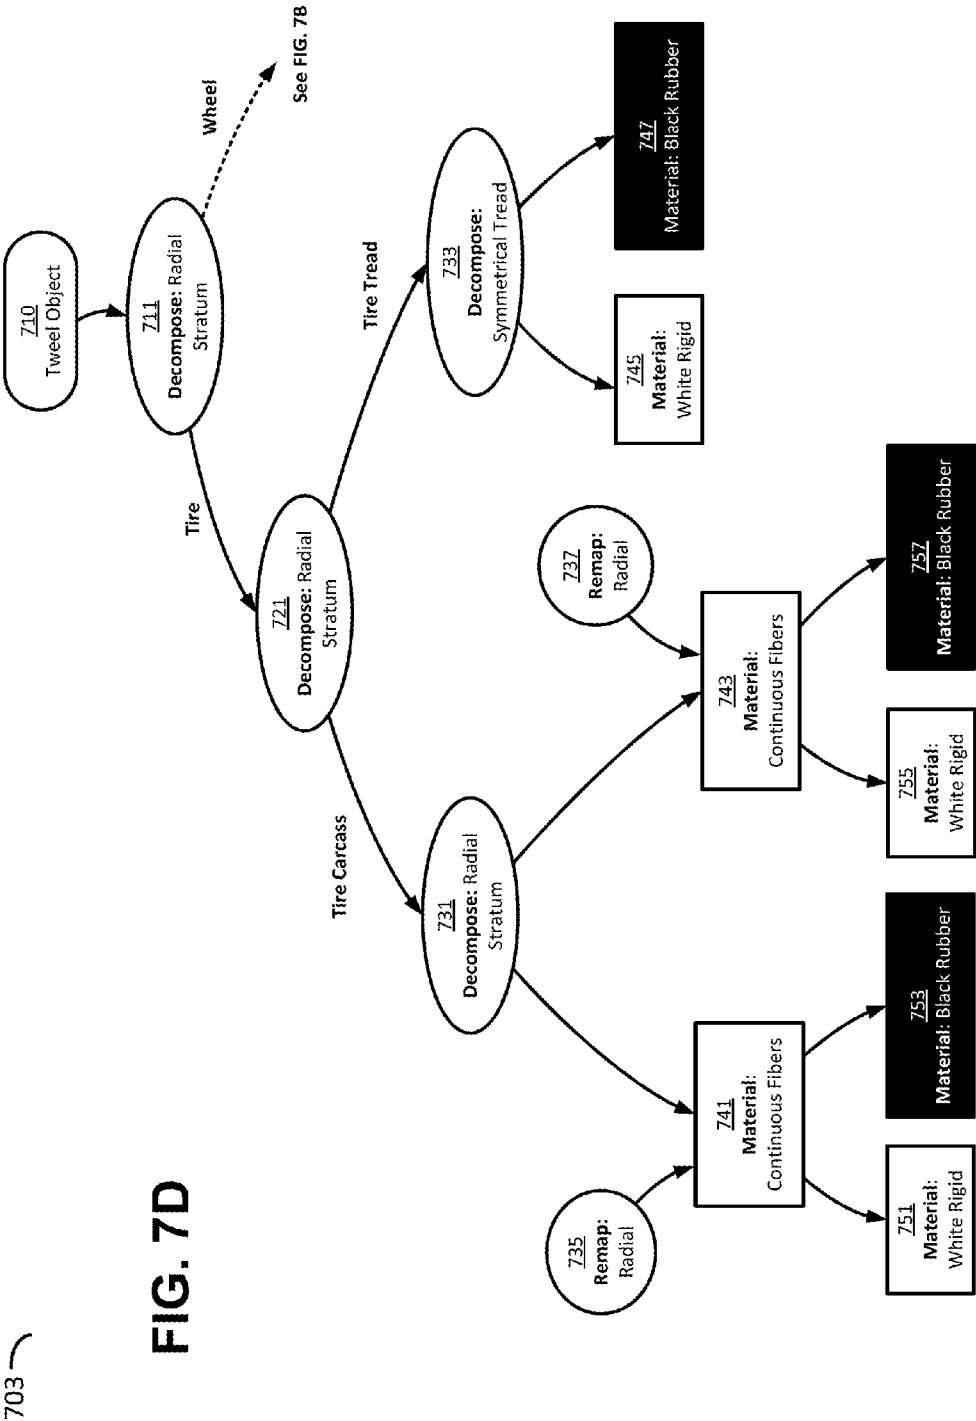 703
FIG. 7D
710
Tweel Object
711
Decompose: Radial
Stratum
Wheel
See FIG. 7B
Tire
721
Decompose: Radial
Stratum
Tire Carcass
Tire Tread
731
Decompose: Radial
Stratum
733
Decompose:
Symmetrical Tread
735
Remap:
Radial
737
Remap:
Radial
741
Material:
Continuous Fibers
743
Material:
Continuous Fibers
745
Material:
White Rigid
747
Material: Black Rubber
751
Material:
White Rigid
753
Material: Black Rubber
755
Material:
White Rigid
757
Material: Black Rubber